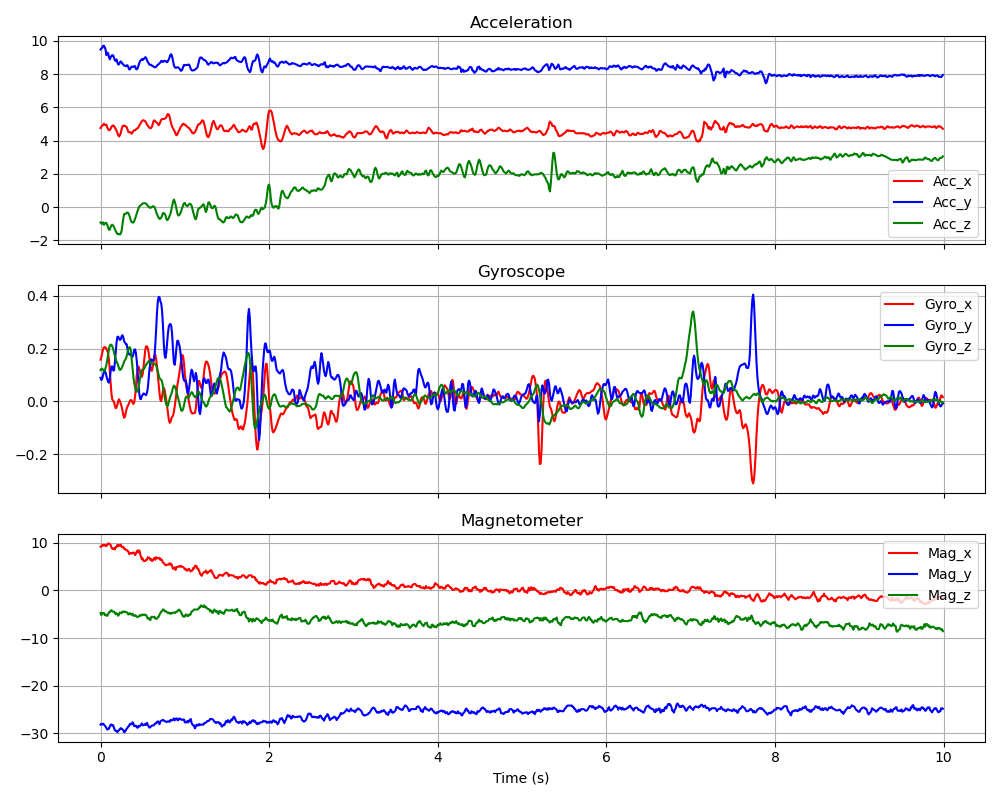 Acceleration
10
8
6
4
2
0
−2
Acc_x
Acc_y
Acc_z
Gyroscope
0.4
0.2
0.0
−0.2
Gyro_x
Gyro_y
Gyro_z
Magnetometer
10
0
−10
−20
−30
Mag_x
Mag_y
Mag_z
0 2 4 6 8 10
Time (s)